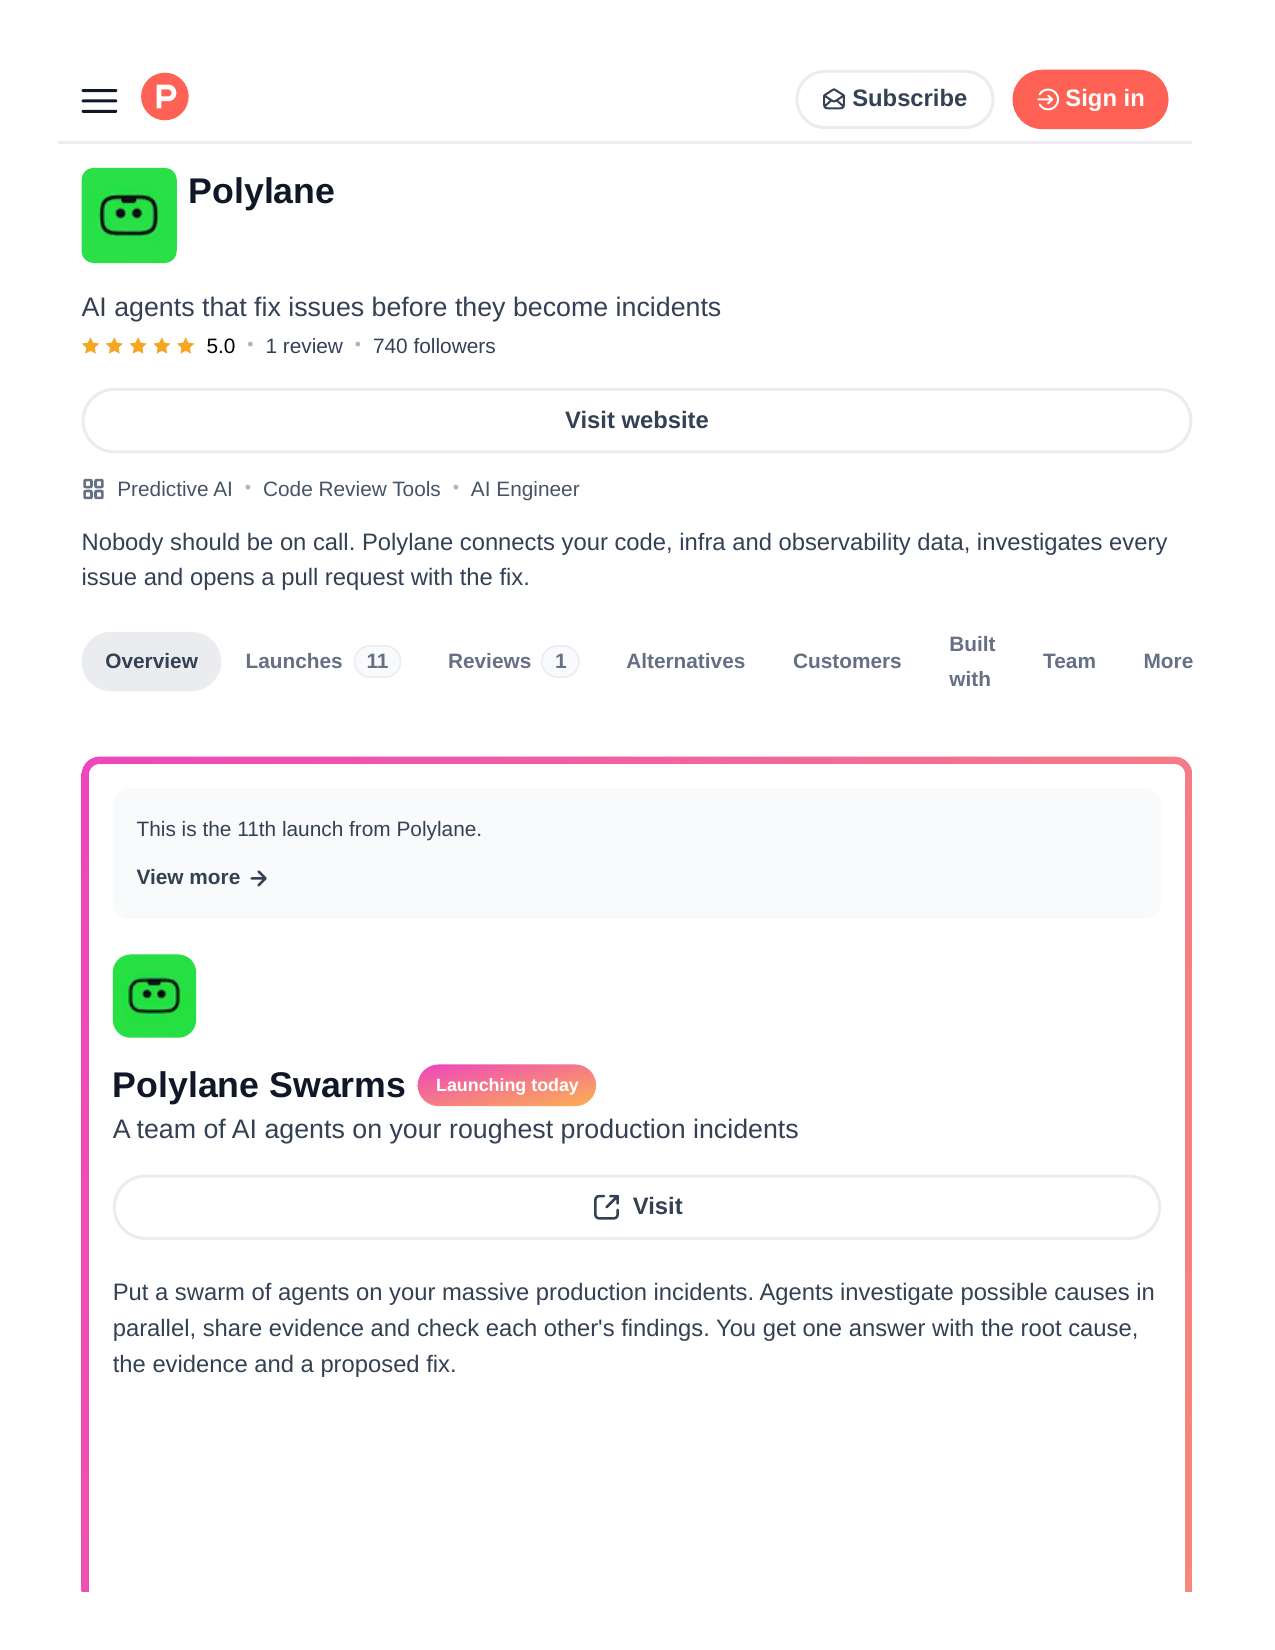 P
Subscribe
Sign in
Polylane
AI agents that fix issues before they become incidents
5.0 • 1 review • 740 followers
Visit website
Predictive AI • Code Review Tools • AI Engineer
Nobody should be on call. Polylane connects your code, infra and observability data, investigates every
issue and opens a pull request with the fix.
Overview
Launches 11
Reviews 1
Alternatives
Customers
Built
with
Team
More
This is the 11th launch from Polylane.
View more →
Polylane Swarms
Launching today
A team of AI agents on your roughest production incidents
Visit
Put a swarm of agents on your massive production incidents. Agents investigate possible causes in
parallel, share evidence and check each other's findings. You get one answer with the root cause,
the evidence and a proposed fix.